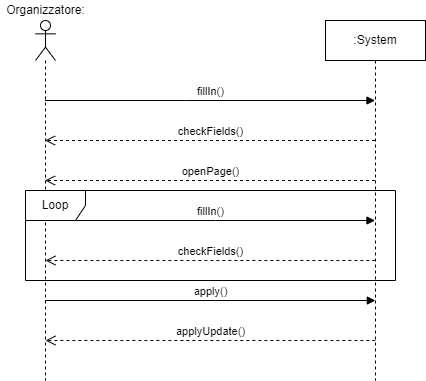 Organizzatore:
:System
fillIn()
checkFields()
openPage()
Loop
fillIn()
checkFields()
apply()
applyUpdate()